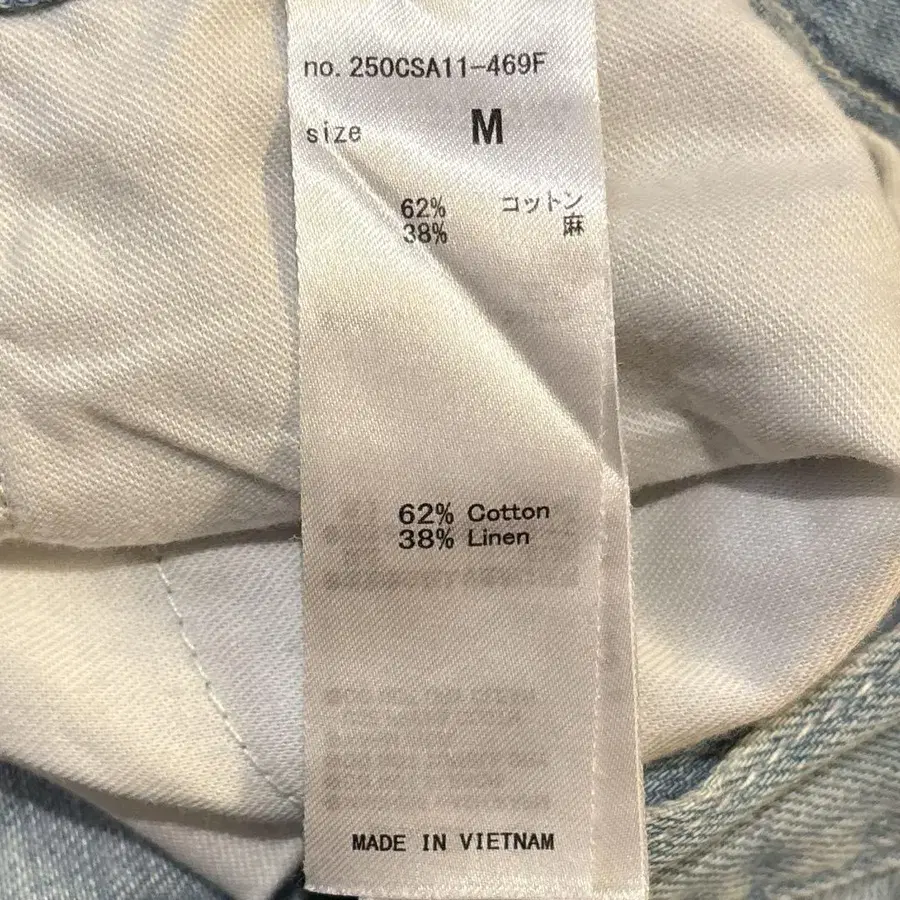 no. 250CSA11-469F
size M
62% コットン
38% 麻
62% Cotton
38% Linen
MADE IN VIETNAM